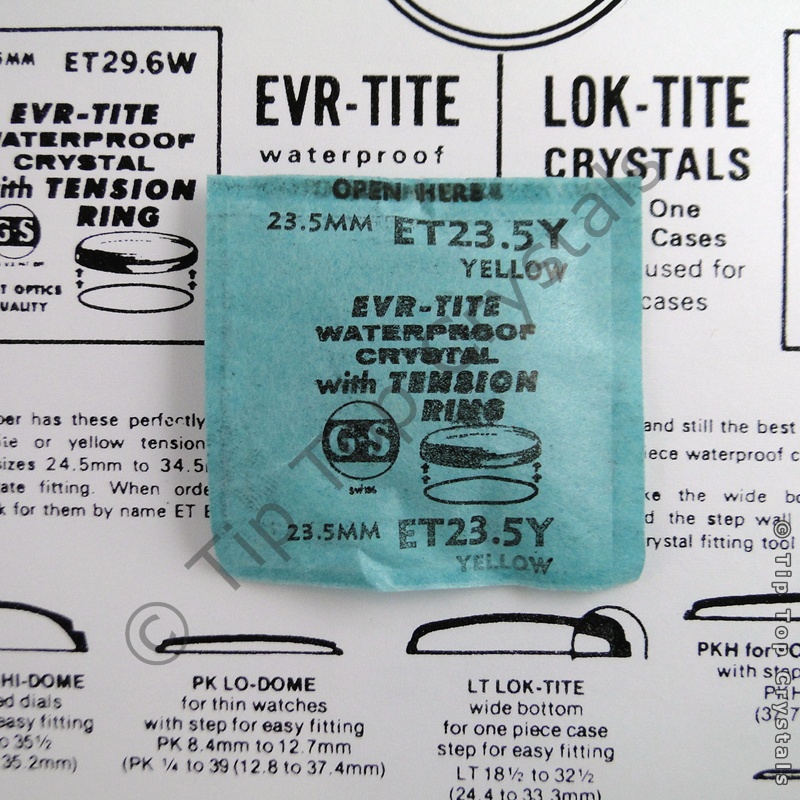 ET29.6W
EVR-TITE
WATERPROOF
CRYSTAL
with TENSION
RING
G-S
QUALITY
EVR-TITE
waterproof
LOK-TITE
CRYSTALS
One
Cases
used for
cases
OPEN HERE
23.5MM ET23.5Y
YELLOW
EVR-TITE
WATERPROOF
CRYSTAL
with TENSION
RING
G-S
SWISS
23.5MM ET23.5Y
YELLOW
has these perfectly
or yellow tension
sizes 24.5mm to 34.5
fitting. When
for them by name ET
and still the best
piece waterproof
the wide
the step wall
crystal fitting tool
HI-DOME
dials
easy fitting
35½
35.2mm)
PK LO-DOME
for thin watches
with step for easy fitting
PK 8.4mm to 12.7mm
(PK ¼ to 39 (12.8 to 37.4mm)
LT LOK-TITE
wide bottom
for one piece case
step for easy fitting
LT 18½ to 32½
(24.4 to 33.3mm)
PKH for
with step
© Tip Top Crystals
© Tip Top Crystals